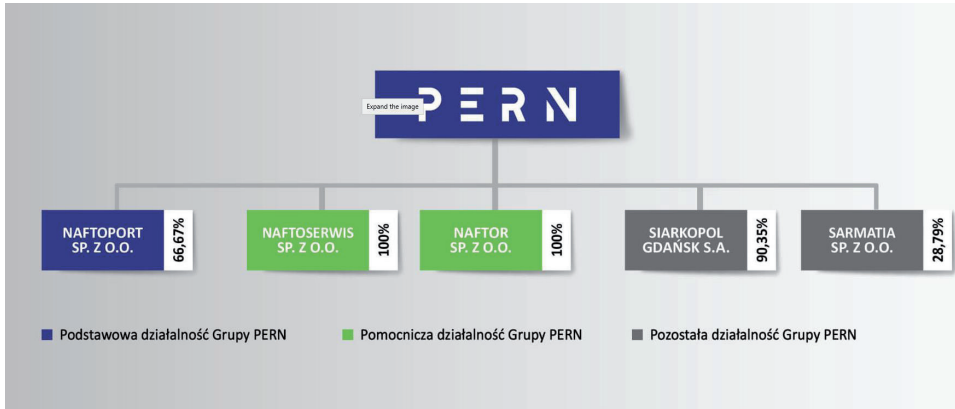 PERN
Expand the image
NAFTOPORT
SP. Z O.O.
66,67%
NAFTOSERWIS
SP. Z O.O.
100%
NAFTOR
SP. Z O.O.
100%
SIARKOPOL
GDAŃSK S.A.
90,35%
SARMATIA
SP. Z O.O.
28,79%
Podstawowa działalność Grupy PERN
Pomocnicza działalność Grupy PERN
Pozostała działalność Grupy PERN